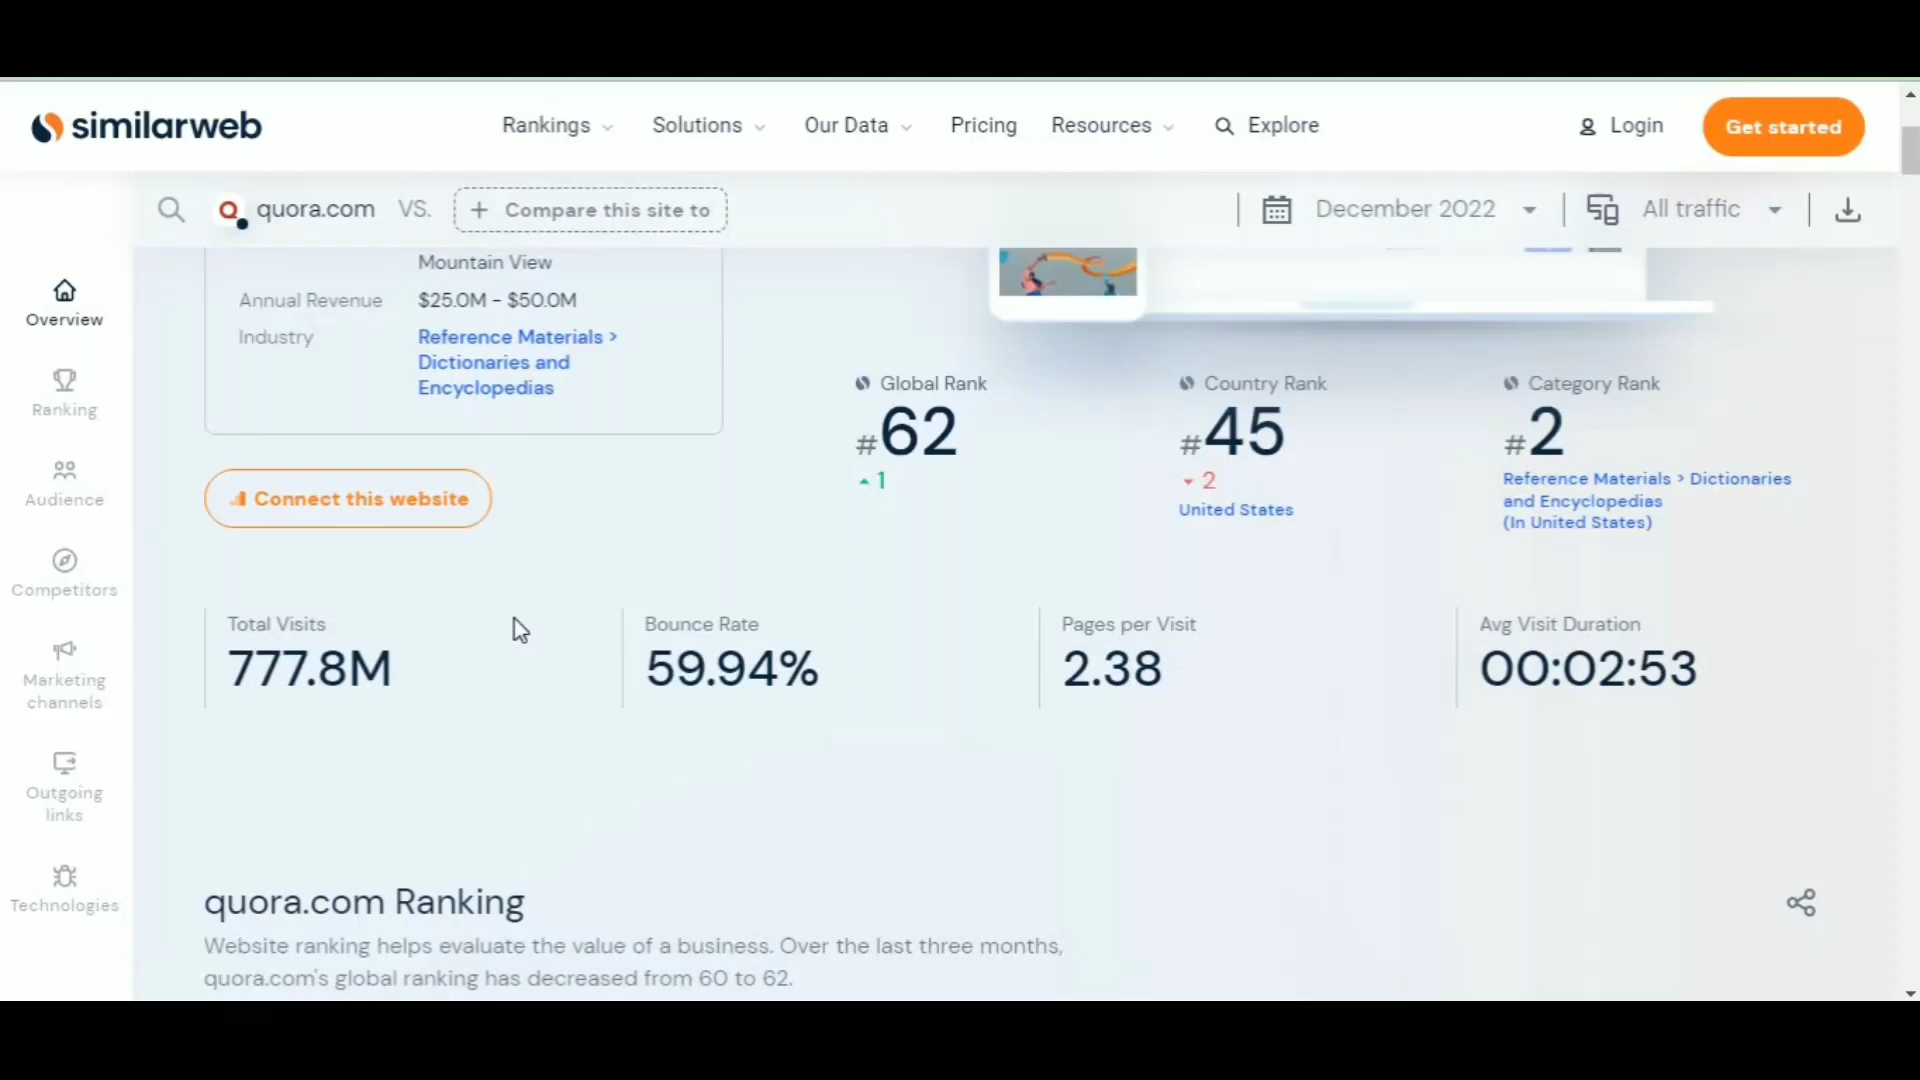 similarweb
Rankings
Solutions
Our Data
Pricing
Resources
Explore
Login
Get started
quora.com VS. + Compare this site to
December 2022
All traffic
Overview
Ranking
Audience
Competitors
Marketing
channels
Outgoing
links
Technologies
Mountain View
Annual Revenue $25.0M - $50.0M
Industry Reference Materials >
Dictionaries and
Encyclopedias
Connect this website
Global Rank
#62
1
Country Rank
#45
2
United States
Category Rank
#2
Reference Materials > Dictionaries
and Encyclopedias
(In United States)
Total Visits
777.8M
Bounce Rate
59.94%
Pages per Visit
2.38
Avg Visit Duration
00:02:53
quora.com Ranking
Website ranking helps evaluate the value of a business. Over the last three months,
quora.com's global ranking has decreased from 60 to 62.